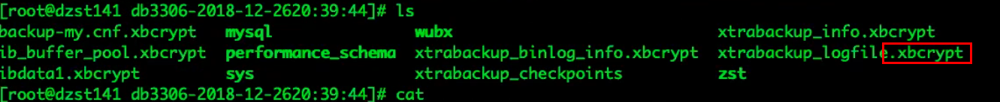 [root@dzst141 db3306-2018-12-2620:39:44]# ls
backup-my.cnf.xbcrypt mysql wubx xtrabackup_info.xbcrypt
ib_buffer_pool.xbcrypt performance_schema xtrabackup_binlog_info.xbcrypt xtrabackup_logfile.xbcrypt
ibdata1.xbcrypt sys xtrabackup_checkpoints zst
[root@dzst141 db3306-2018-12-2620:39:44]# cat